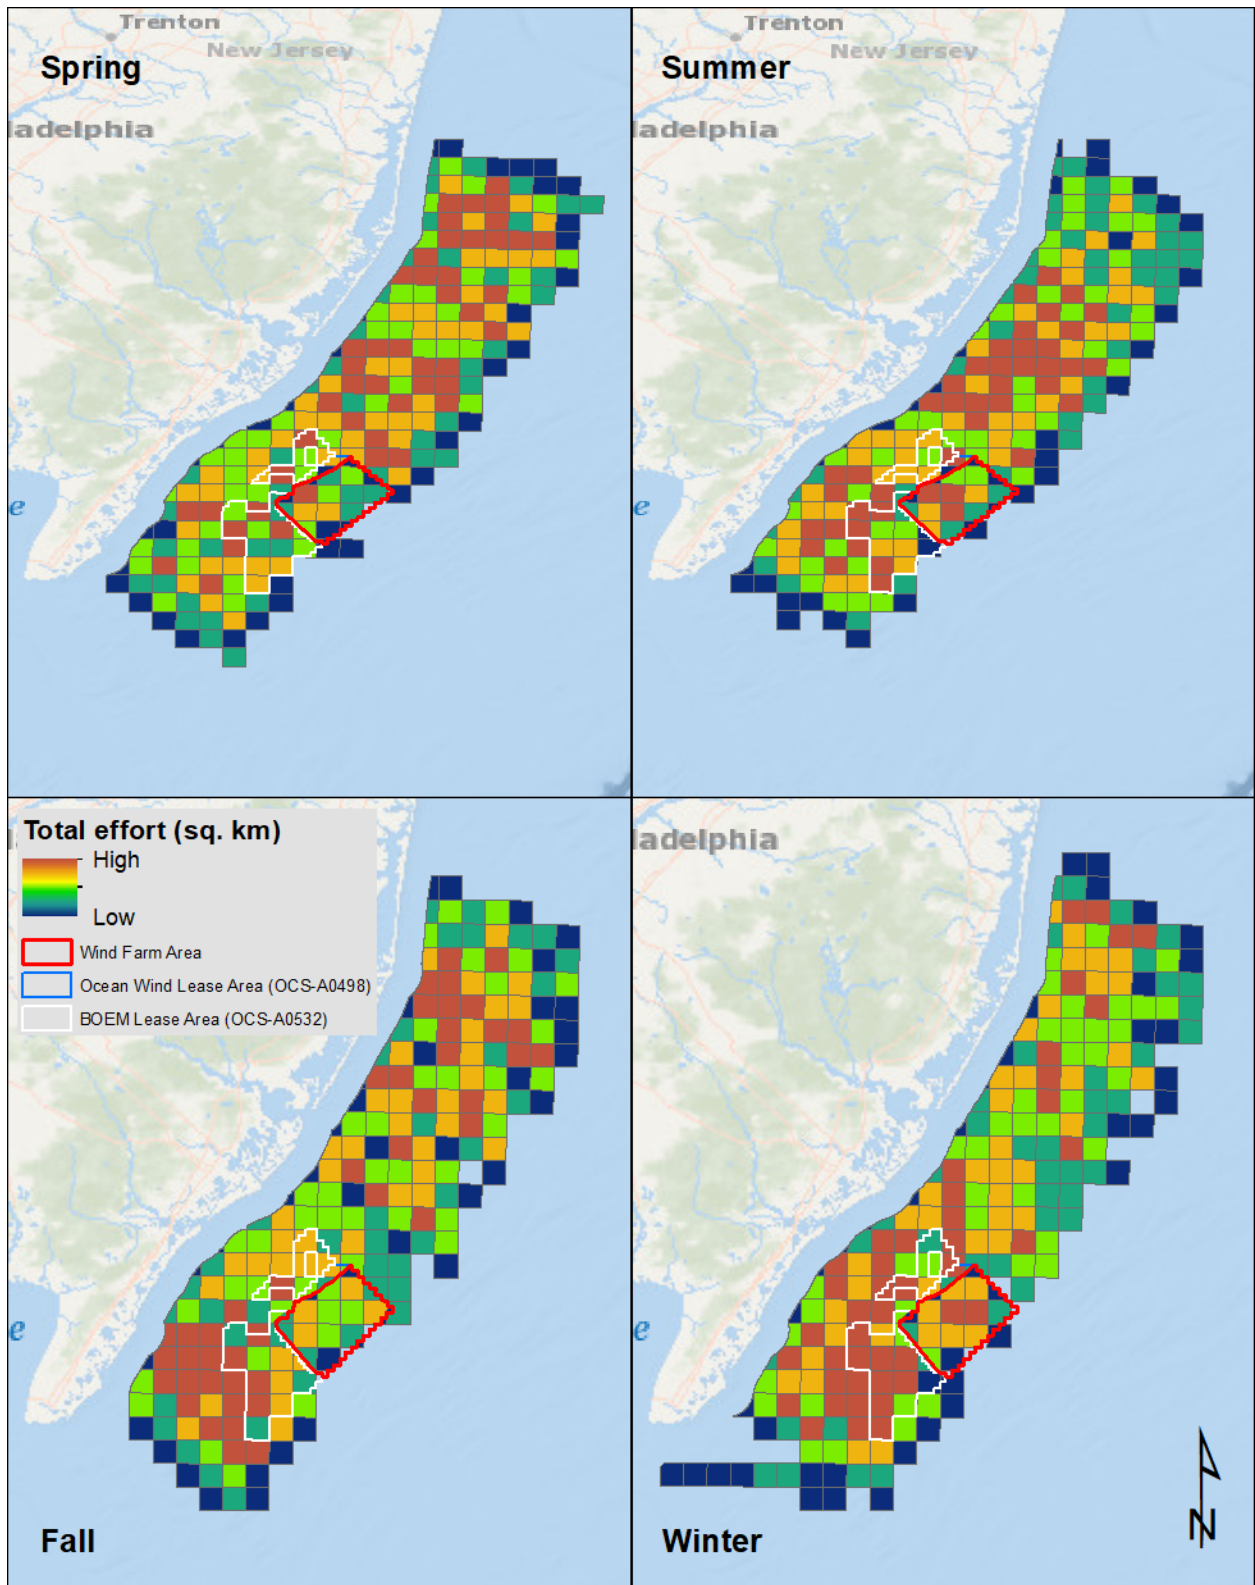 Trenton
New Jersey
Spring
ladelphia
e
Trenton
New Jersey
Summer
ladelphia
e
Total effort (sq. km)
High
Low
Wind Farm Area
Ocean Wind Lease Area (OCS-A0498)
BOEM Lease Area (OCS-A0532)
e
Fall
ladelphia
e
N
Winter